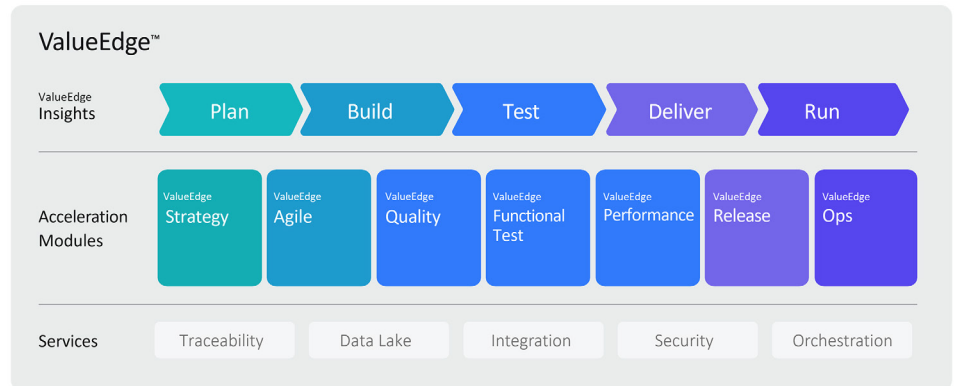 ValueEdge™
ValueEdge
Insights
Plan
Build
Test
Deliver
Run
Acceleration
Modules
ValueEdge
Strategy
ValueEdge
Agile
ValueEdge
Quality
ValueEdge
Functional
Test
ValueEdge
Performance
ValueEdge
Release
ValueEdge
Ops
Services
Traceability
Data Lake
Integration
Security
Orchestration